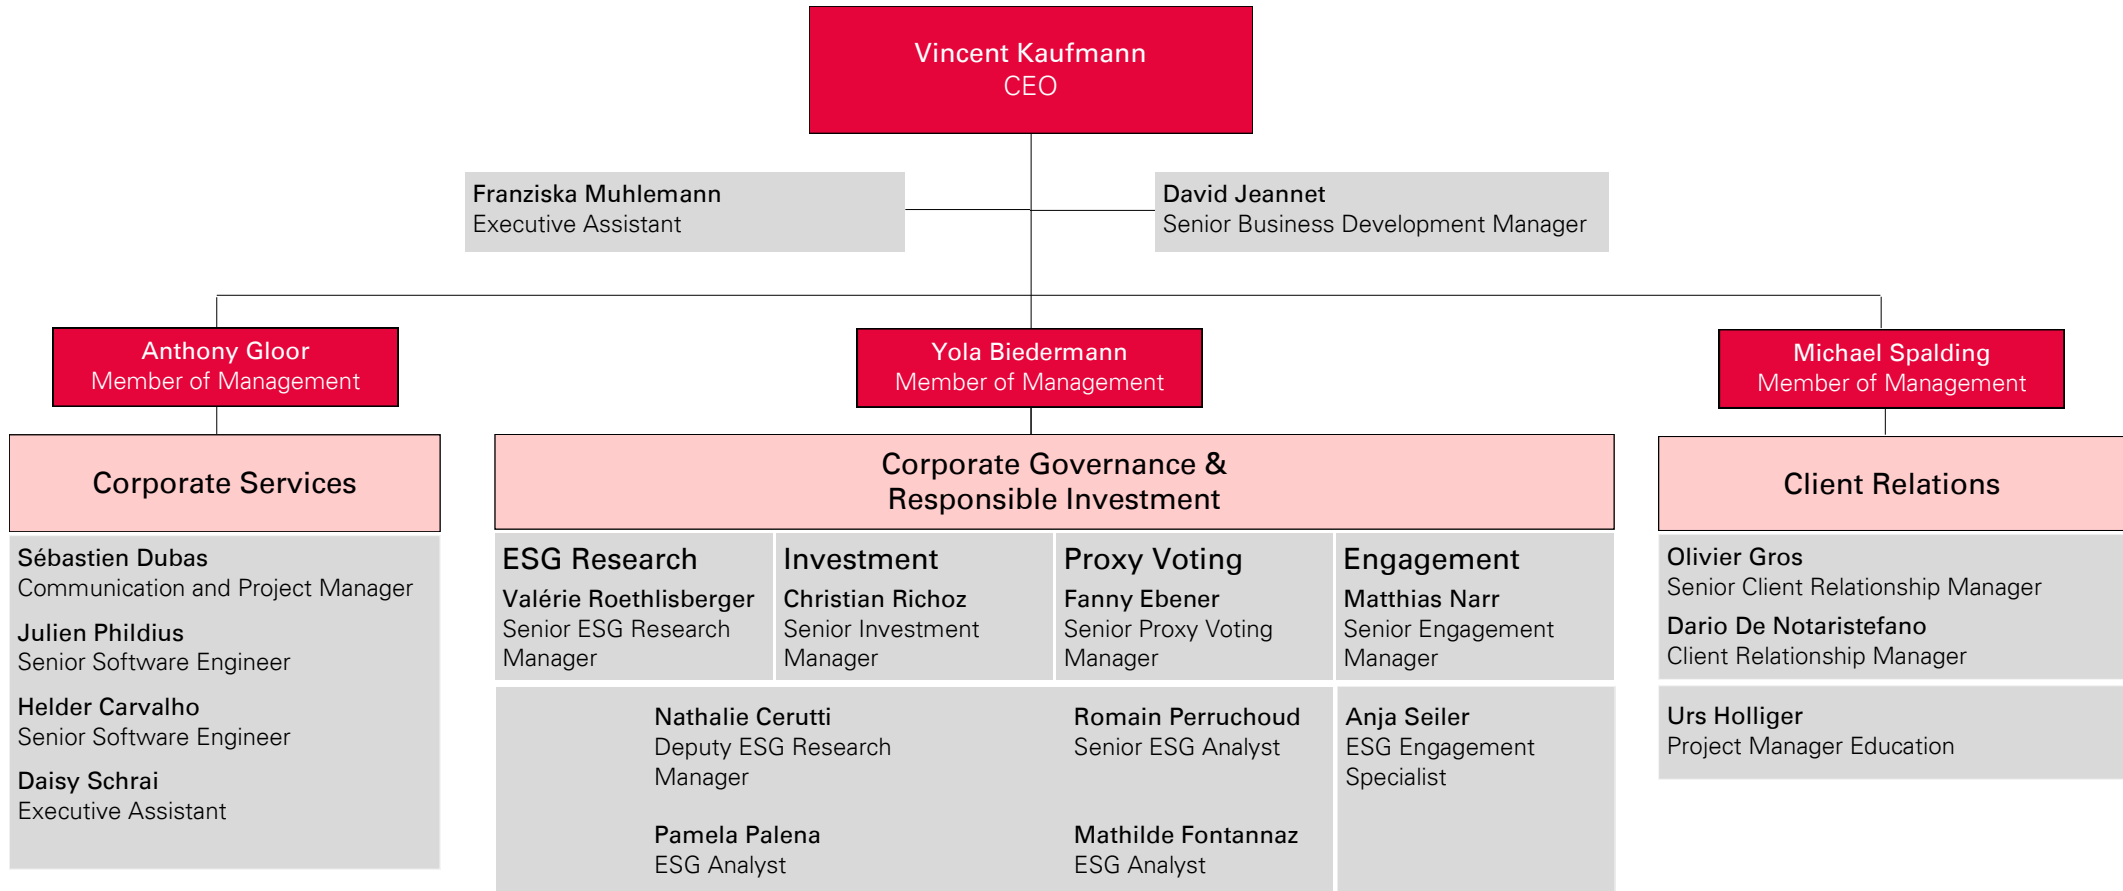 Vincent Kaufmann
CEO
Franziska Muhlemann
Executive Assistant
David Jeannet
Senior Business Development Manager
Anthony Gloor
Member of Management
Yola Biedermann
Member of Management
Michael Spalding
Member of Management
Corporate Services
Sébastien Dubas
Communication and Project Manager
Julien Phildius
Senior Software Engineer
Helder Carvalho
Senior Software Engineer
Daisy Schrai
Executive Assistant
Corporate Governance &
Responsible Investment
ESG Research
Valérie Roethlisberger
Senior ESG Research
Manager
Investment
Christian Richoz
Senior Investment
Manager
Proxy Voting
Fanny Ebener
Senior Proxy Voting
Manager
Engagement
Matthias Narr
Senior Engagement
Manager
Nathalie Cerutti
Deputy ESG Research
Manager
Pamela Palena
ESG Analyst
Romain Perruchoud
Senior ESG Analyst
Mathilde Fontannaz
ESG Analyst
Anja Seiler
ESG Engagement
Specialist
Client Relations
Olivier Gros
Senior Client Relationship Manager
Dario De Notaristefano
Client Relationship Manager
Urs Holliger
Project Manager Education